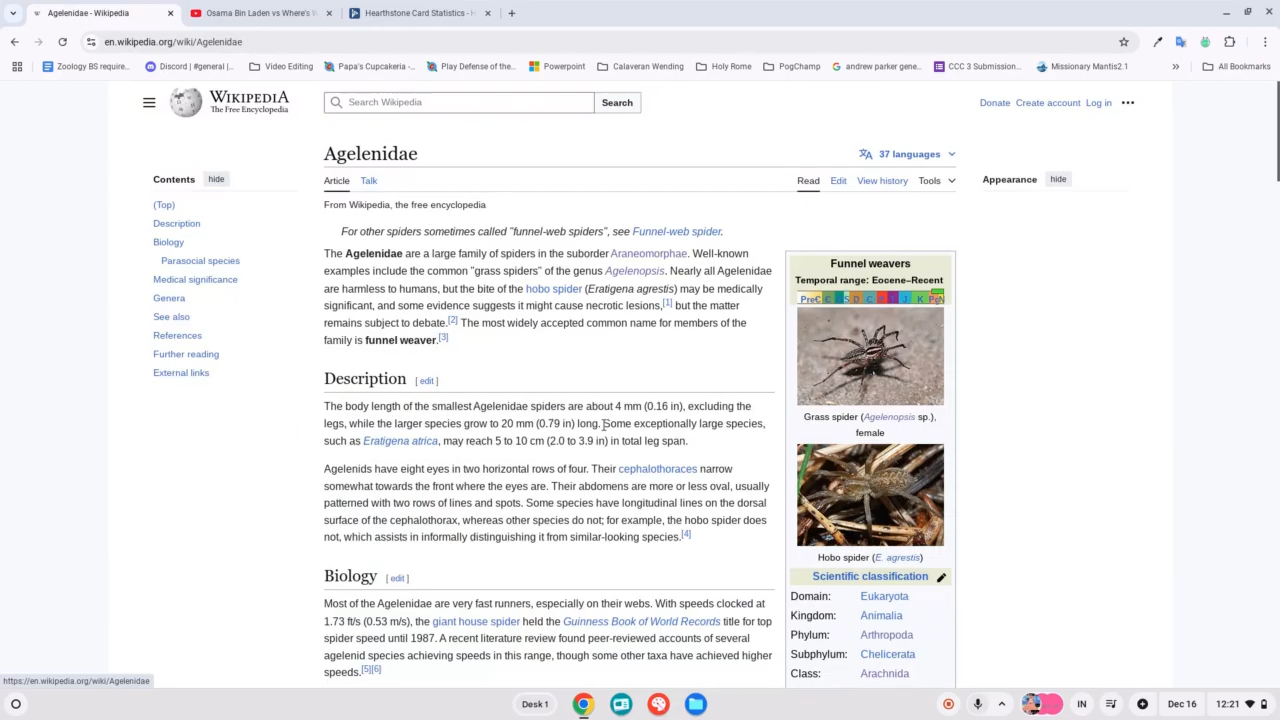 Agelenidae - Wikipedia
Osama Bin Laden vs Where's W
Hearthstone Card Statistics - H
en.wikipedia.org/wiki/Agelenidae
Zoology BS require...
Discord | #general |...
Video Editing
Papa's Cupcakeria -...
Play Defense of the...
Powerpoint
Calaveran Wending
Holy Rome
PogChamp
andrew parker gene...
CCC 3 Submission...
Missionary Mantis2.1
»
All Bookmarks
WIKIPEDIA
The Free Encyclopedia
Search Wikipedia
Search
Donate Create account Log in
Agelenidae
37 languages
Contents hide
Article Talk
Read Edit View history Tools
Appearance hide
(Top)
Description
Biology
Parasocial species
Medical significance
Genera
See also
References
Further reading
External links
From Wikipedia, the free encyclopedia
For other spiders sometimes called "funnel-web spiders", see Funnel-web spider.
The Agelenidae are a large family of spiders in the suborder Araneomorphae. Well-known
examples include the common "grass spiders" of the genus Agelenopsis. Nearly all Agelenidae
are harmless to humans, but the bite of the hobo spider (Eratigena agrestis) may be medically
significant, and some evidence suggests it might cause necrotic lesions,[1] but the matter
remains subject to debate.[2] The most widely accepted common name for members of the
family is funnel weaver.[3]
Description [ edit ]
The body length of the smallest Agelenidae spiders are about 4 mm (0.16 in), excluding the
legs, while the larger species grow to 20 mm (0.79 in) long. Some exceptionally large species,
such as Eratigena atrica, may reach 5 to 10 cm (2.0 to 3.9 in) in total leg span.
Agelenids have eight eyes in two horizontal rows of four. Their cephalothoraces narrow
somewhat towards the front where the eyes are. Their abdomens are more or less oval, usually
patterned with two rows of lines and spots. Some species have longitudinal lines on the dorsal
surface of the cephalothorax, whereas other species do not; for example, the hobo spider does
not, which assists in informally distinguishing it from similar-looking species.[4]
Biology [ edit ]
Most of the Agelenidae are very fast runners, especially on their webs. With speeds clocked at
1.73 ft/s (0.53 m/s), the giant house spider held the Guinness Book of World Records title for top
spider speed until 1987. A recent literature review found peer-reviewed accounts of several
agelenid species achieving speeds in this range, though some other taxa have achieved higher
speeds.[5][6]
Funnel weavers
Temporal range: Eocene–Recent
PreꞒ Ꞓ O S D C P T J K Pg N
Grass spider (Agelenopsis sp.),
female
Hobo spider (E. agrestis)
Scientific classification
Domain: Eukaryota
Kingdom: Animalia
Phylum: Arthropoda
Subphylum: Chelicerata
Class: Arachnida
https://en.wikipedia.org/wiki/Agelenidae
Desk 1
IN
Dec 16
12:21